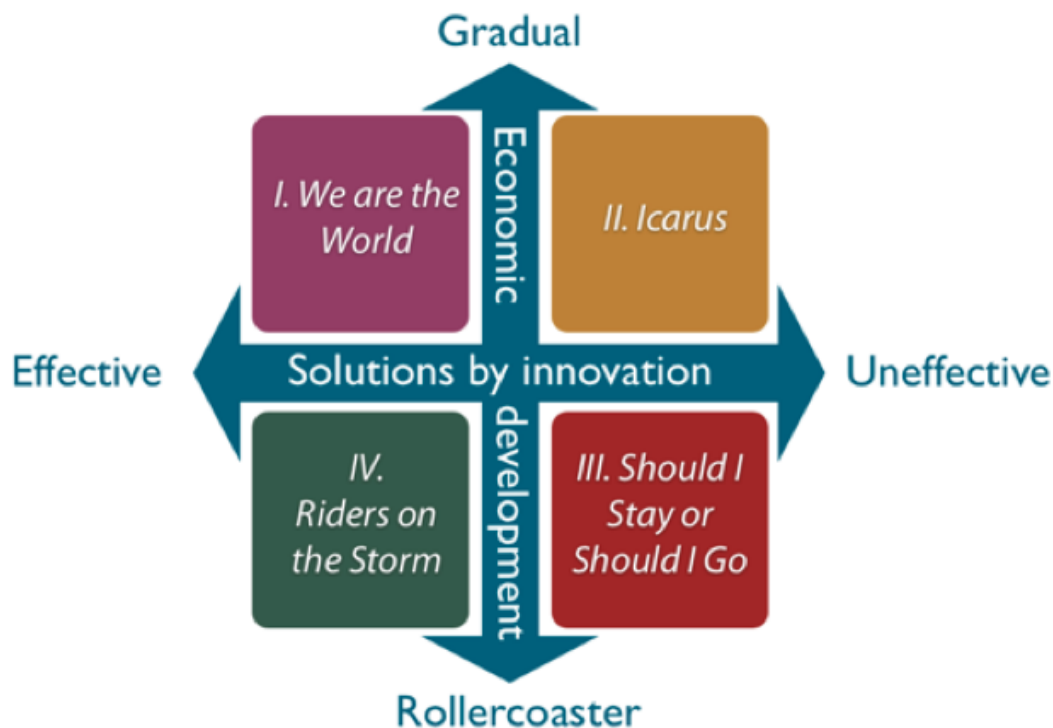 Gradual
Economic
I. We are the
World
II. Icarus
Effective
Solutions by innovation
Uneffective
development
IV.
Riders on
the Storm
III. Should I
Stay or
Should I Go
Rollercoaster